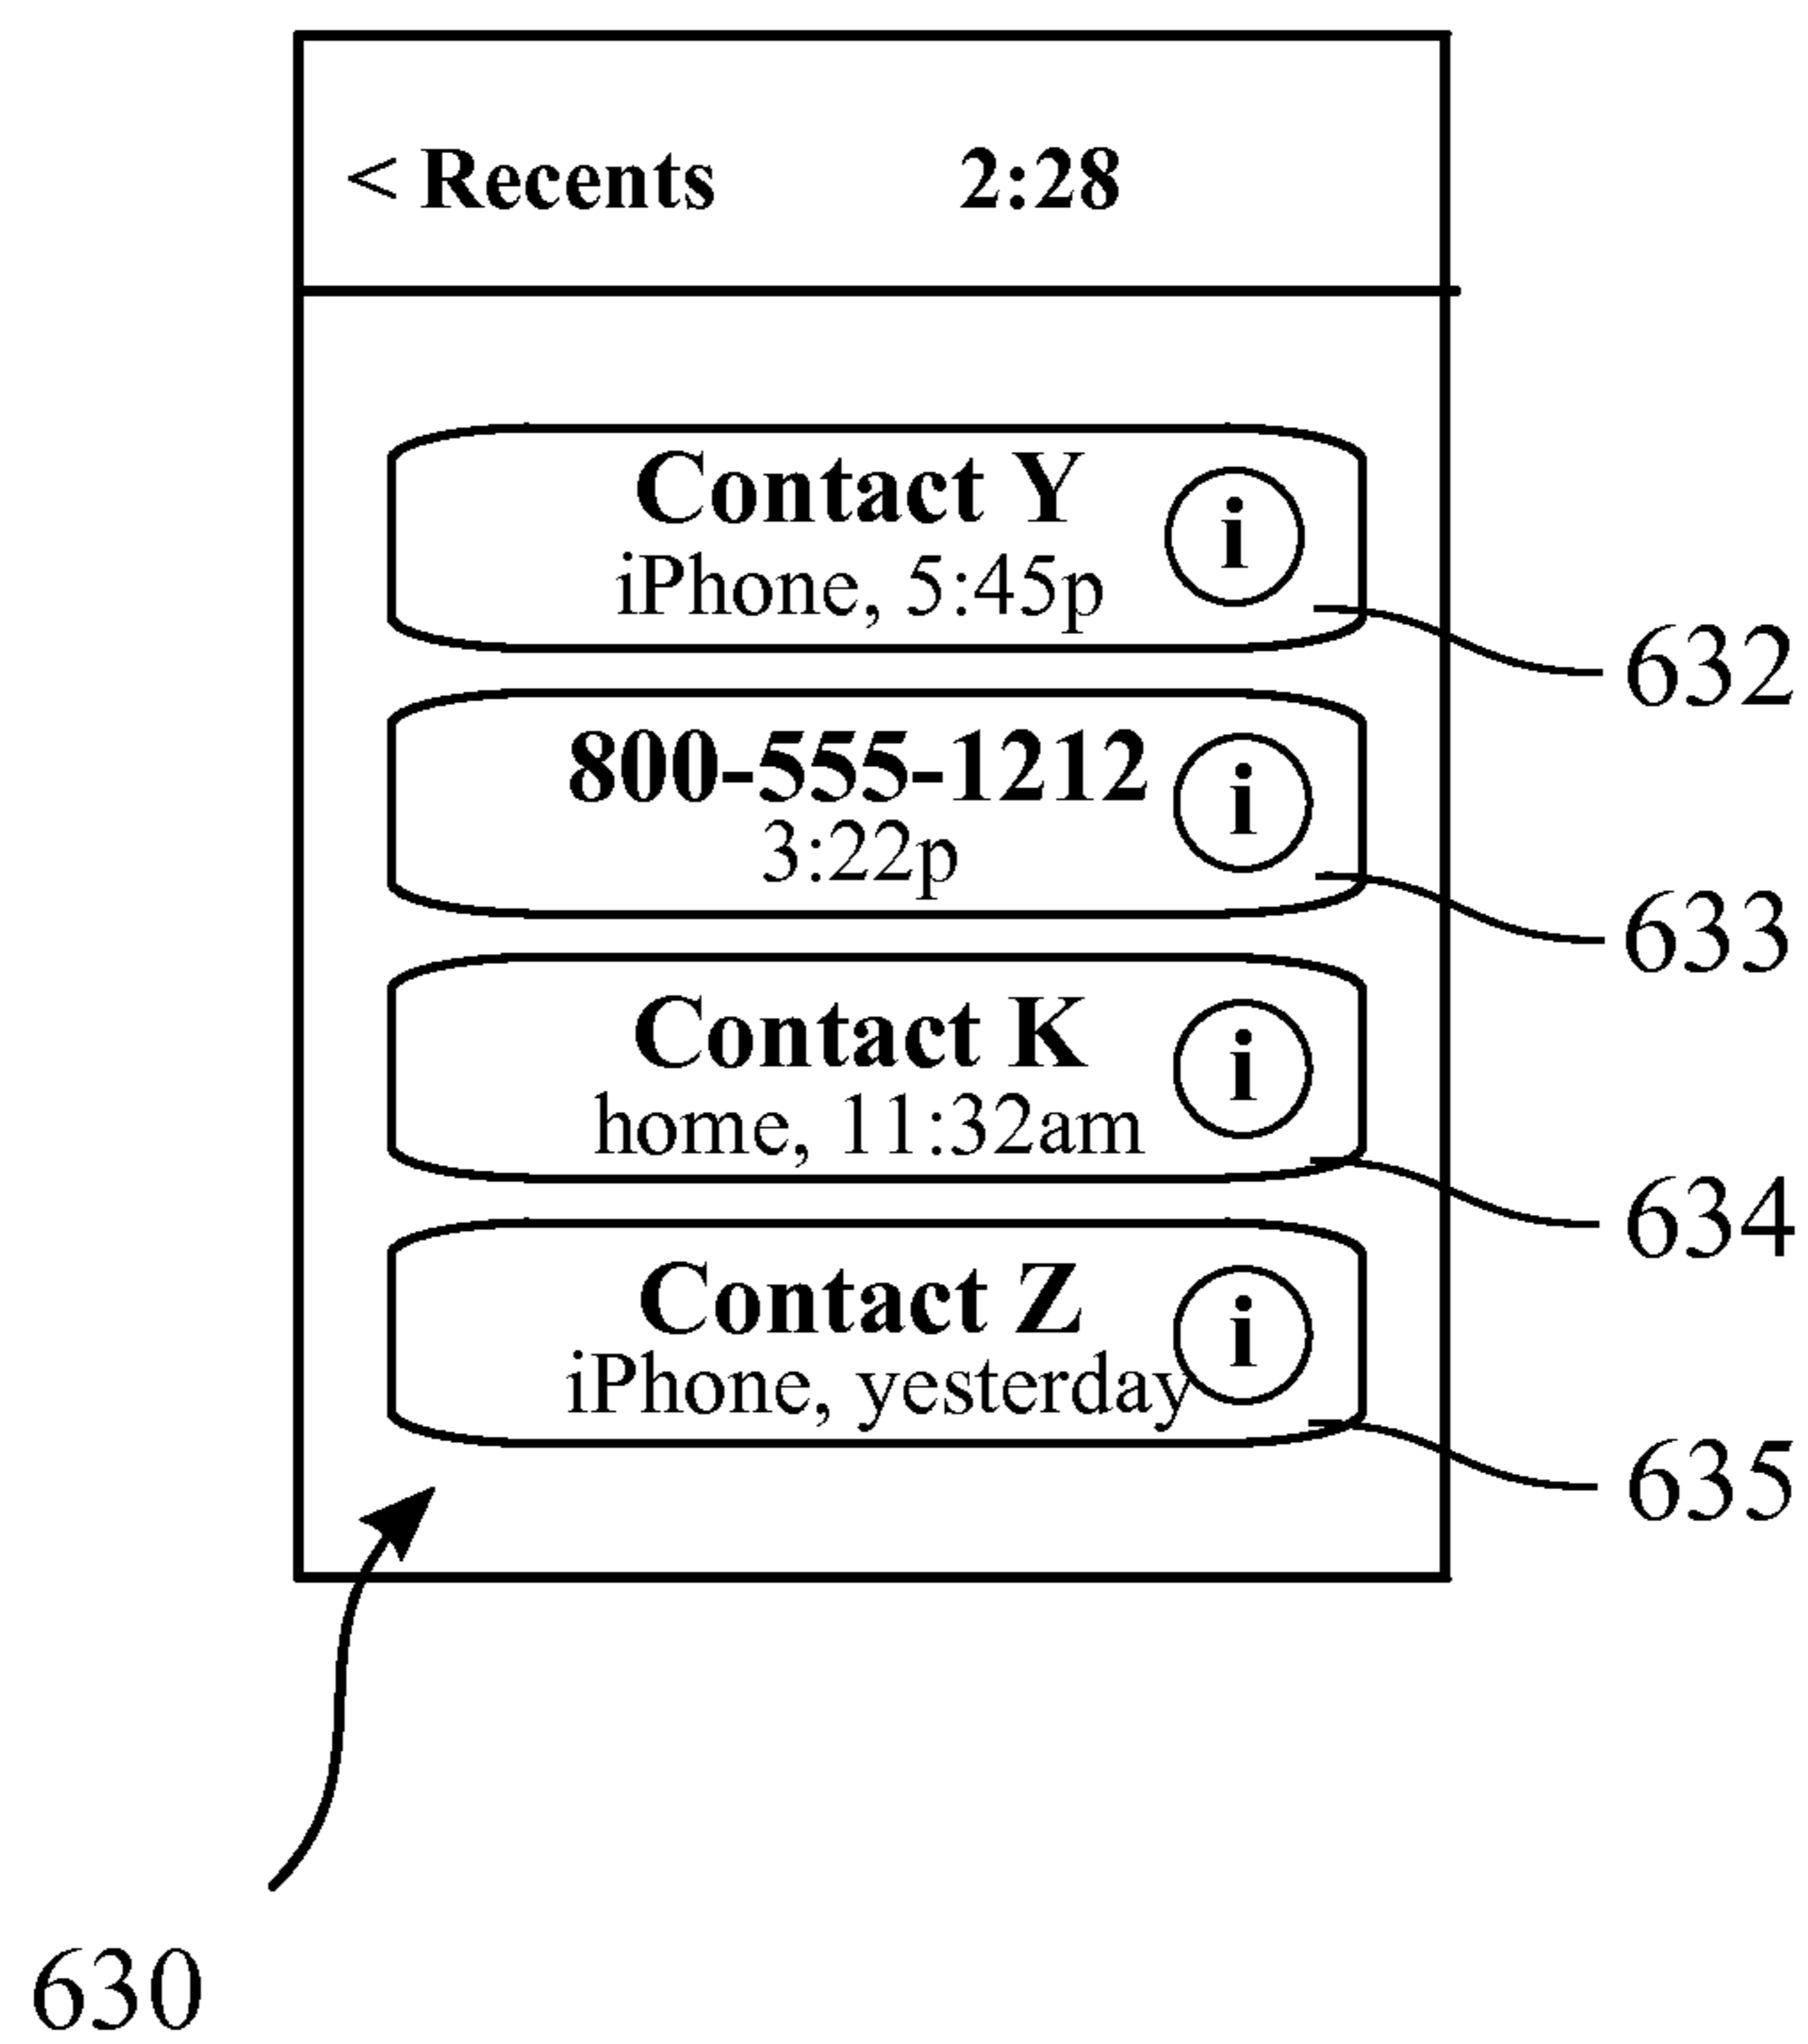 < Recents 2:28
Contact Y
i
iPhone, 5:45p
632
800-555-1212
i
3:22p
633
Contact K
i
home, 11:32am
634
Contact Z
i
iPhone, yesterday
635
630